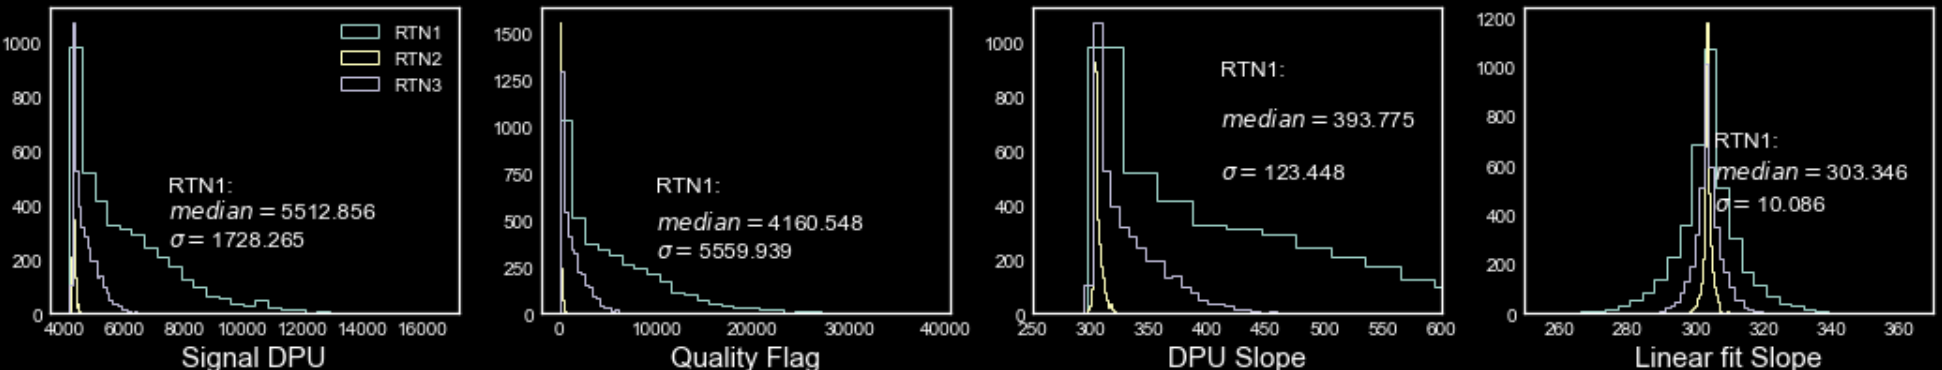 RTN1
RTN2
RTN3
1000
800
600
400
200
0
RTN1:
median = 5512.856
σ = 1728.265
4000 6000 8000 10000 12000 14000 16000
Signal DPU
1500
1250
1000
750
500
250
0
RTN1:
median = 4160.548
σ = 5559.939
0 10000 20000 30000 40000
Quality Flag
1000
800
600
400
200
0
RTN1:
median = 393.775
σ = 123.448
250 300 350 400 450 500 550 600
DPU Slope
1200
1000
800
600
400
200
0
RTN1:
median = 303.346
σ = 10.086
260 280 300 320 340 360
Linear fit Slope